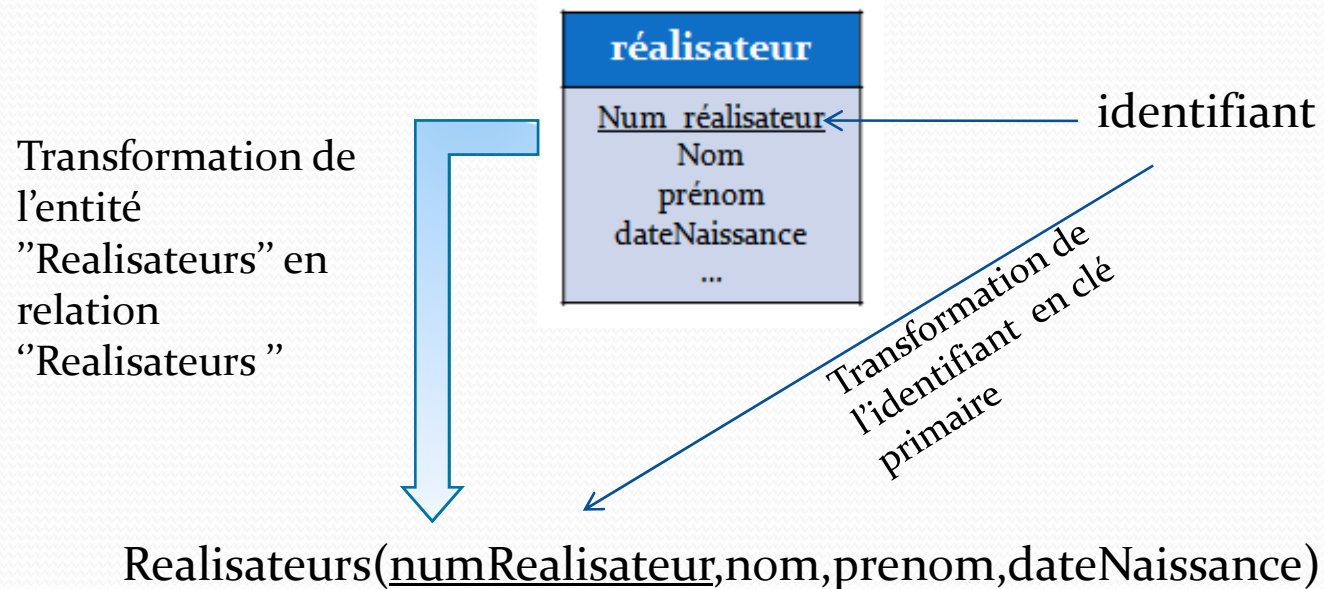 réalisateur
Num_réalisateur
Nom
prénom
dateNaissance
...
identifiant
Transformation de
l’entité
’’Realisateurs’’ en
relation
‘’Realisateurs ’’
Transformation de
l’identifiant en clé
primaire
Realisateurs(numRealisateur,nom,prenom,dateNaissance)